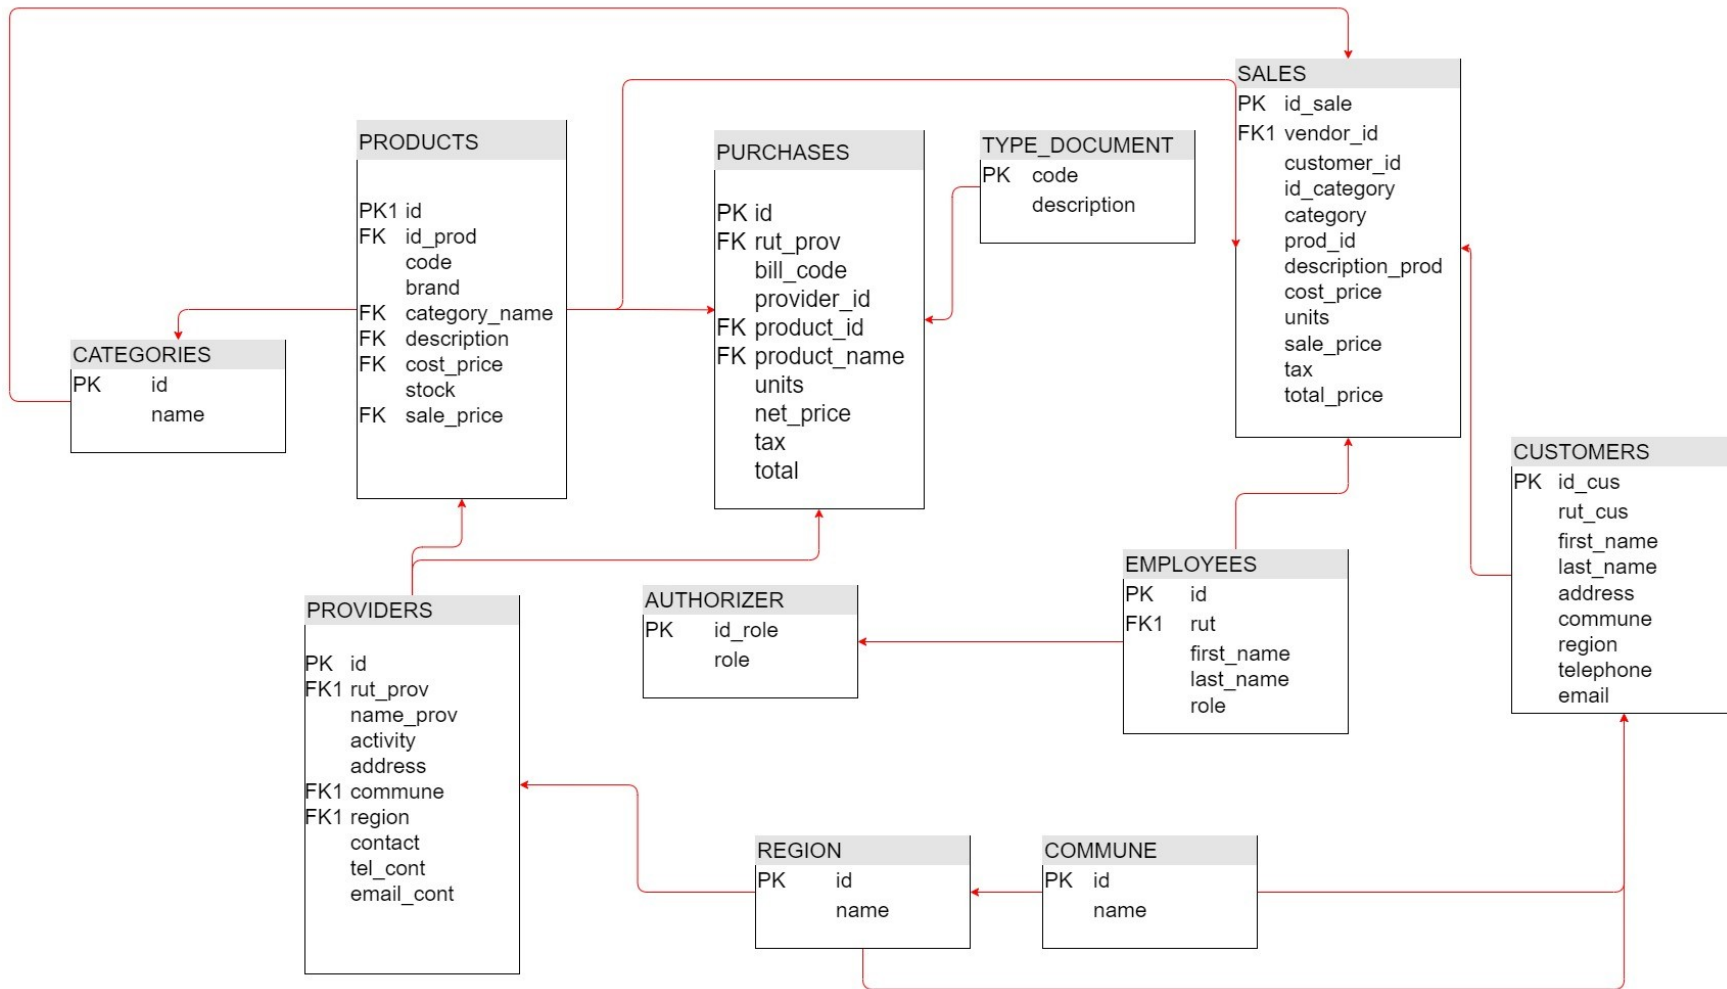 SALES
PK id_sale
FK1 vendor_id
customer_id
id_category
category
prod_id
description_prod
cost_price
units
sale_price
tax
total_price
PRODUCTS
PK1 id
FK id_prod
code
brand
FK category_name
FK description
FK cost_price
stock
FK sale_price
PURCHASES
PK id
FK rut_prov
bill_code
provider_id
FK product_id
FK product_name
units
net_price
tax
total
TYPE_DOCUMENT
PK code
description
CATEGORIES
PK id
name
CUSTOMERS
PK id_cus
rut_cus
first_name
last_name
address
commune
region
telephone
email
EMPLOYEES
PK id
FK1 rut
first_name
last_name
role
AUTHORIZER
PK id_role
role
PROVIDERS
PK id
FK1 rut_prov
name_prov
activity
address
FK1 commune
FK1 region
contact
tel_cont
email_cont
REGION
PK id
name
COMMUNE
PK id
name